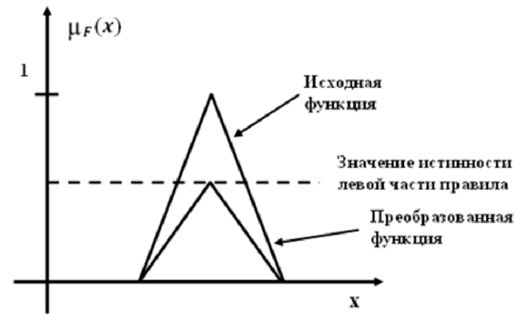 μF(x)
1
Исходная
функция
Значение истинности
левой части правила
Преобразованная
функция
x